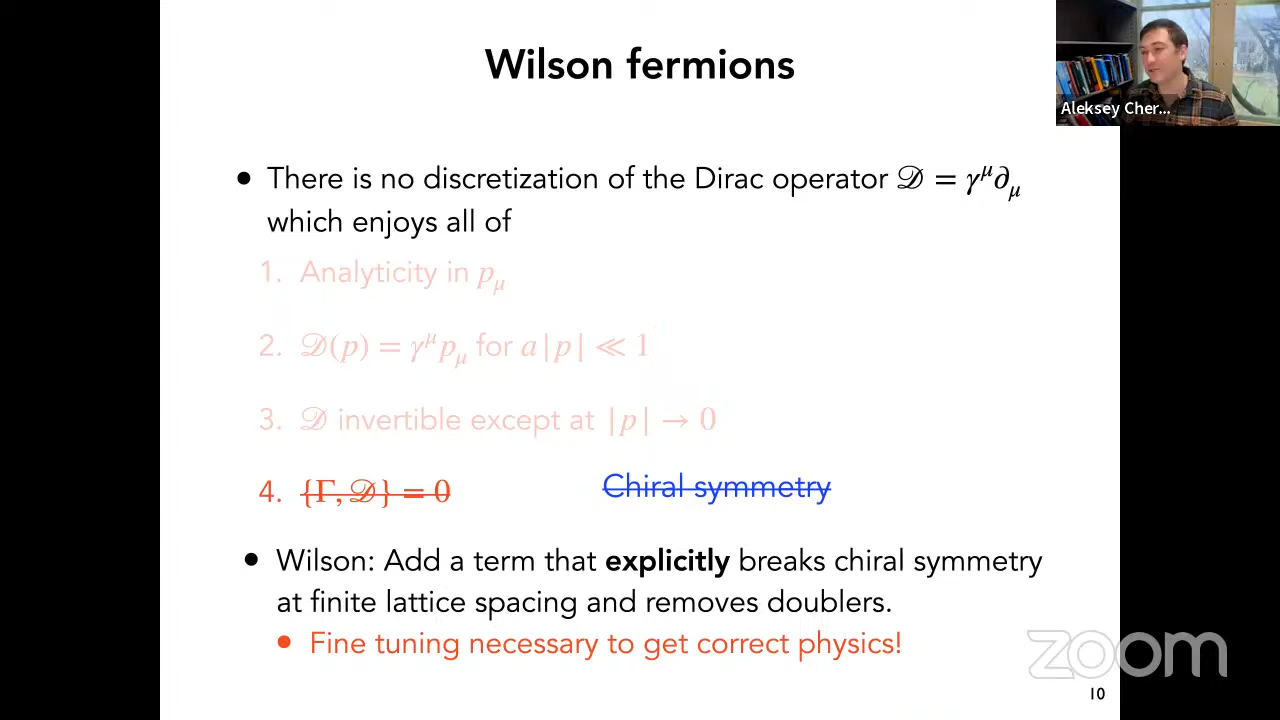 Wilson fermions
Aleksey Cher...
• There is no discretization of the Dirac operator 𝒟 = γ^μ∂_μ
which enjoys all of
1. Analyticity in p_μ
2. 𝒟(p) = γ^μ p_μ for a|p| ≪ 1
3. 𝒟 invertible except at |p| → 0
4. {Γ, 𝒟} = 0 Chiral symmetry
• Wilson: Add a term that explicitly breaks chiral symmetry
at finite lattice spacing and removes doublers.
• Fine tuning necessary to get correct physics!
zoom
10